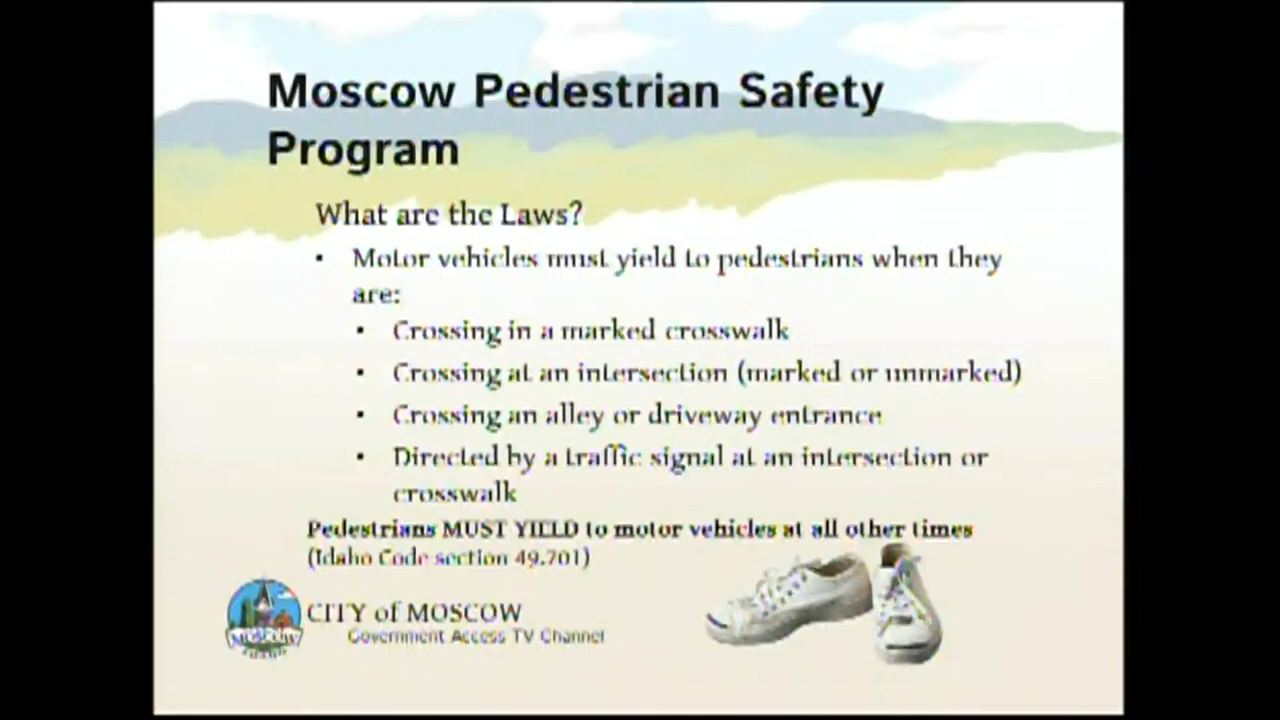 Moscow Pedestrian Safety
Program
What are the Laws?
• Motor vehicles must yield to pedestrians when they
are:
• Crossing in a marked crosswalk
• Crossing at an intersection (marked or unmarked)
• Crossing an alley or driveway entrance
• Directed by a traffic signal at an intersection or
crosswalk
Pedestrians MUST YIELD to motor vehicles at all other times
(Idaho Code section 49.701)
CITY of MOSCOW
Government Access TV Channel
MOSCOW
IDAHO